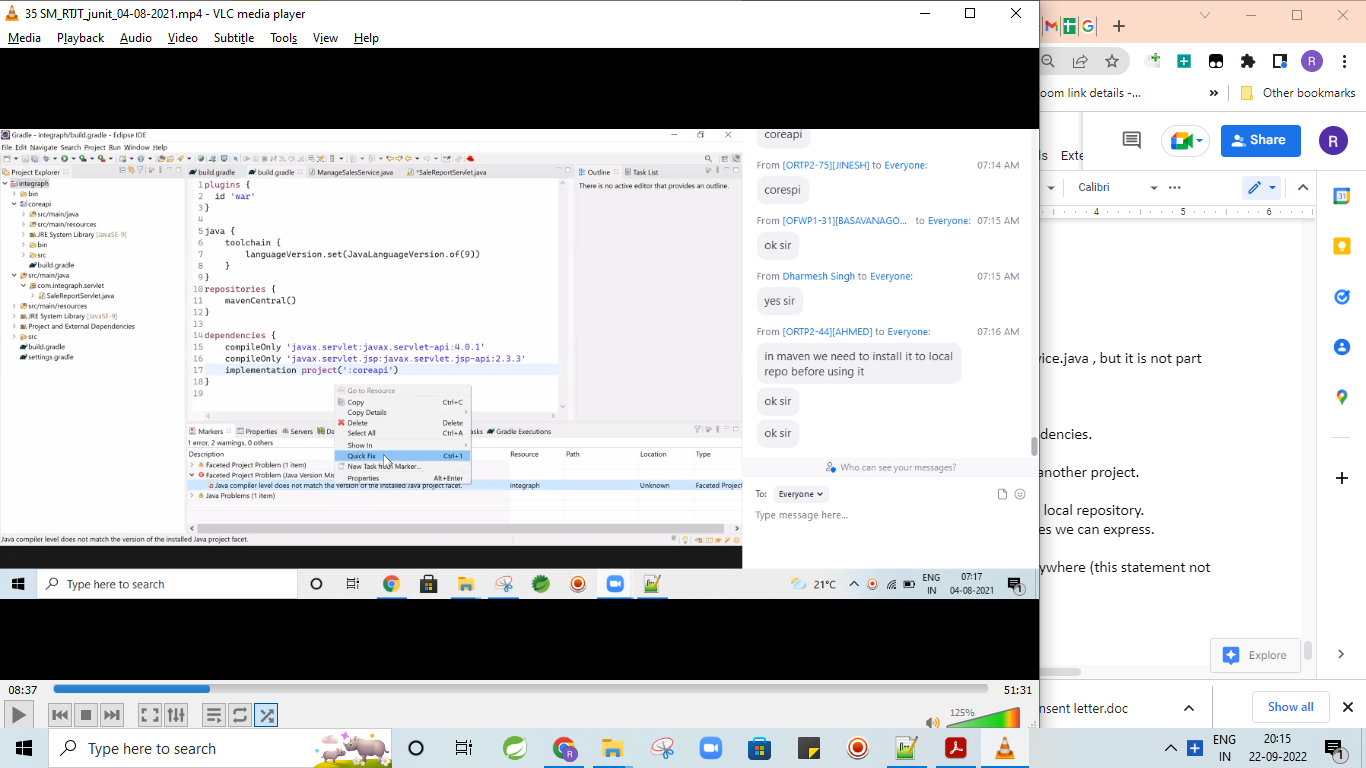 35 SM_RTJT_junit_04-08-2021.mp4 - VLC media player
Media Playback Audio Video Subtitle Tools View Help
Gradle - integraph/build.gradle - Eclipse IDE
File Edit Navigate Search Project Run Window Help
Project Explorer
integraph
bin
coreapi
src/main/java
src/main/resources
JRE System Library [JavaSE-9]
bin
src
build.gradle
src/main/java
com.integraph.servlet
SaleReportServlet.java
src/main/resources
JRE System Library [JavaSE-9]
Project and External Dependencies
src
build.gradle
settings.gradle
build.gradle build.gradle ManageSalesService.java *SaleReportServlet.java
1 plugins {
2 id 'war'
3 }
4
5 java {
6 toolchain {
7 languageVersion.set(JavaLanguageVersion.of(9))
8 }
9 }
10 repositories {
11 mavenCentral()
12 }
13
14 dependencies {
15 compileOnly 'javax.servlet:javax.servlet-api:4.0.1'
16 compileOnly 'javax.servlet.jsp:javax.servlet.jsp-api:2.3.3'
17 implementation project(':coreapi')
18 }
19
Outline Task List
There is no active editor that provides an outline.
Go to Resource
Copy Ctrl+C
Copy Details
Delete Delete
Select All Ctrl+A
Show In
Quick Fix Ctrl+1
New Task from Marker...
Properties Alt+Enter
Markers Properties Servers Gradle Executions
1 error, 2 warnings, 0 others
Description Resource Path Location Type
Faceted Project Problem (1 item)
Faceted Project Problem (Java Version Mis
Java compiler level does not match the version of the installed Java project facet. integraph Unknown Faceted Project
Java Problems (1 item)
Java compiler level does not match the version of the installed Java project facet.
coreapi
From [ORTP2-75][JINESH] to Everyone: 07:14 AM
corespi
From [OFWP1-31][BASAVANAGO... to Everyone: 07:15 AM
ok sir
From Dharmesh Singh to Everyone: 07:15 AM
yes sir
From [ORTP2-44][AHMED] to Everyone: 07:16 AM
in maven we need to install it to local
repo before using it
ok sir
ok sir
Who can see your messages?
To: Everyone
Type message here...
Type here to search
21°C
ENG
IN
07:17
04-08-2021
1
08:37
51:31
125%
oom link details -...
»
Other bookmarks
R
Share
R
Exte
Calibri
4 5 6
31
vice.java , but it is not part
dencies.
another project.
local repository.
es we can express.
ywhere (this statement not
Explore
nsent letter.doc
Show all
Type here to search
ENG
IN
20:15
22-09-2022
1